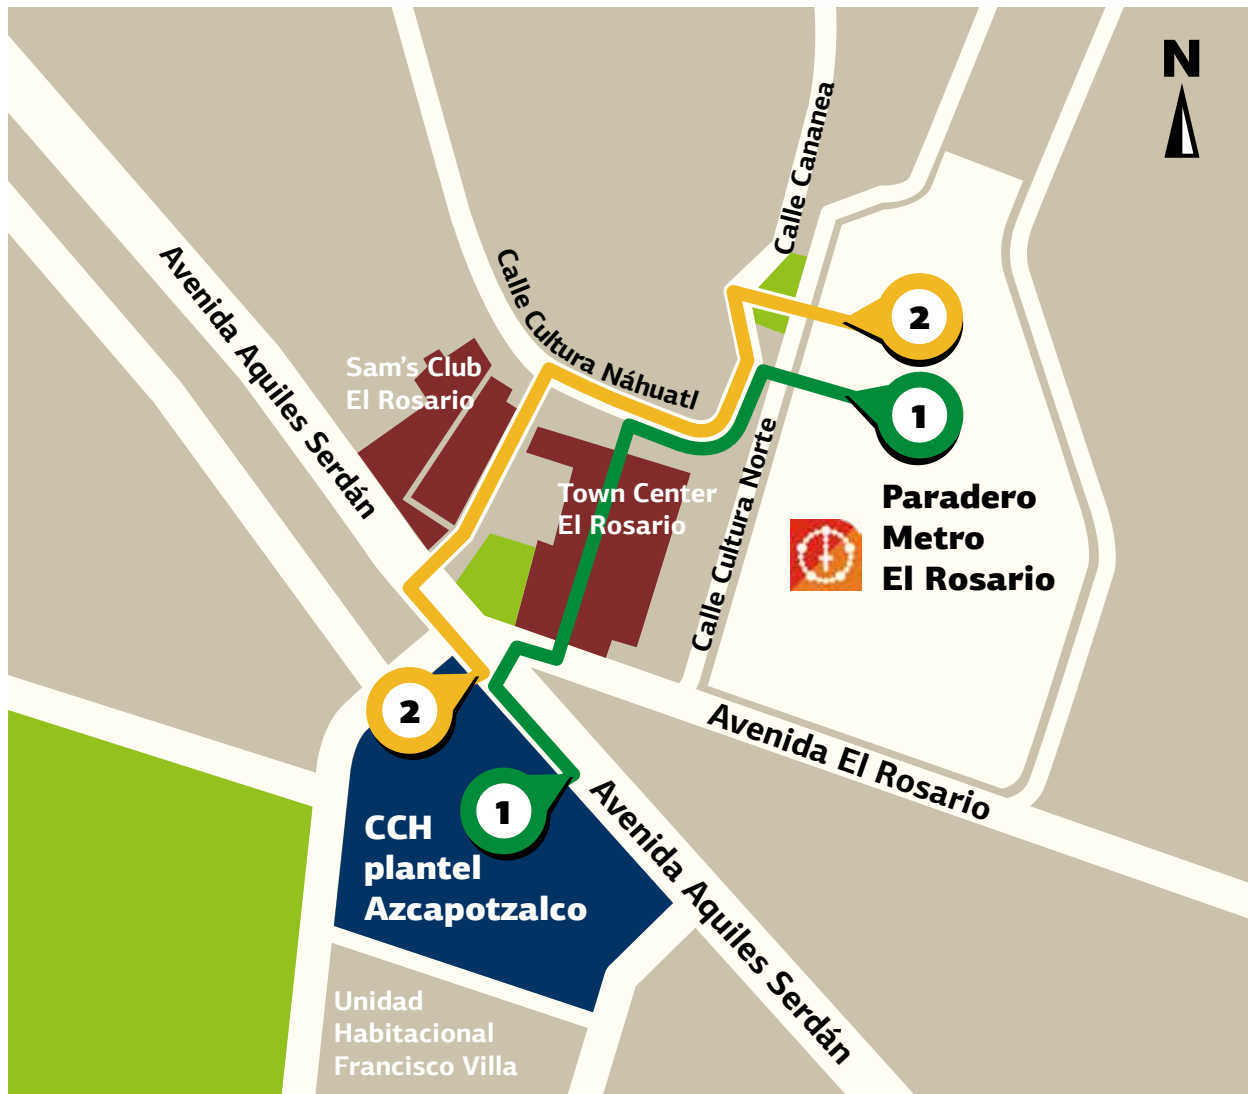 N
Calle Cananea
Avenida Aquiles Serdán
Calle Cultura Náhuatl
2
Sam's Club
El Rosario
1
Town Center
El Rosario
Calle Cultura Norte
Paradero
Metro
El Rosario
2
Avenida El Rosario
1
CCH
plantel
Azcapotzalco
Avenida Aquiles Serdán
Unidad
Habitacional
Francisco Villa